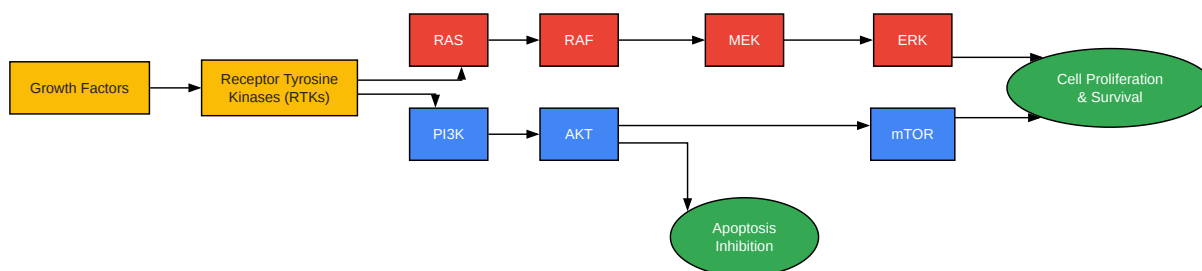 Growth Factors
Receptor Tyrosine
Kinases (RTKs)
RAS
RAF
MEK
ERK
PI3K
AKT
mTOR
Cell Proliferation
& Survival
Apoptosis
Inhibition